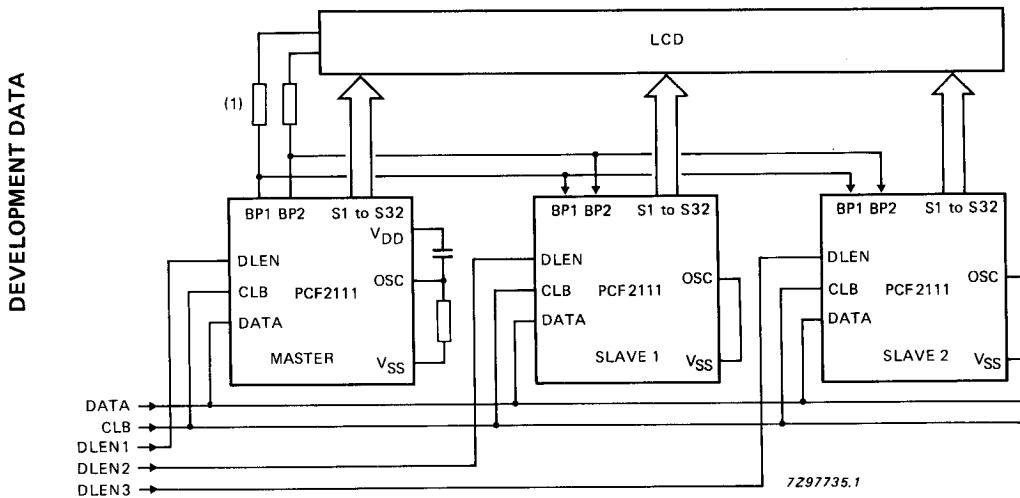 DEVELOPMENT DATA
LCD
(1)
BP1 BP2 S1 to S32
VDD
DLEN
OSC
CLB
PCF2111
DATA
MASTER
VSS
BP1 BP2 S1 to S32
DLEN
OSC
CLB
PCF2111
DATA
SLAVE 1
VSS
BP1 BP2 S1 to S32
DLEN
OSC
CLB
PCF2111
DATA
SLAVE 2
VSS
DATA
CLB
DLEN1
DLEN2
DLEN3
7Z97735.1